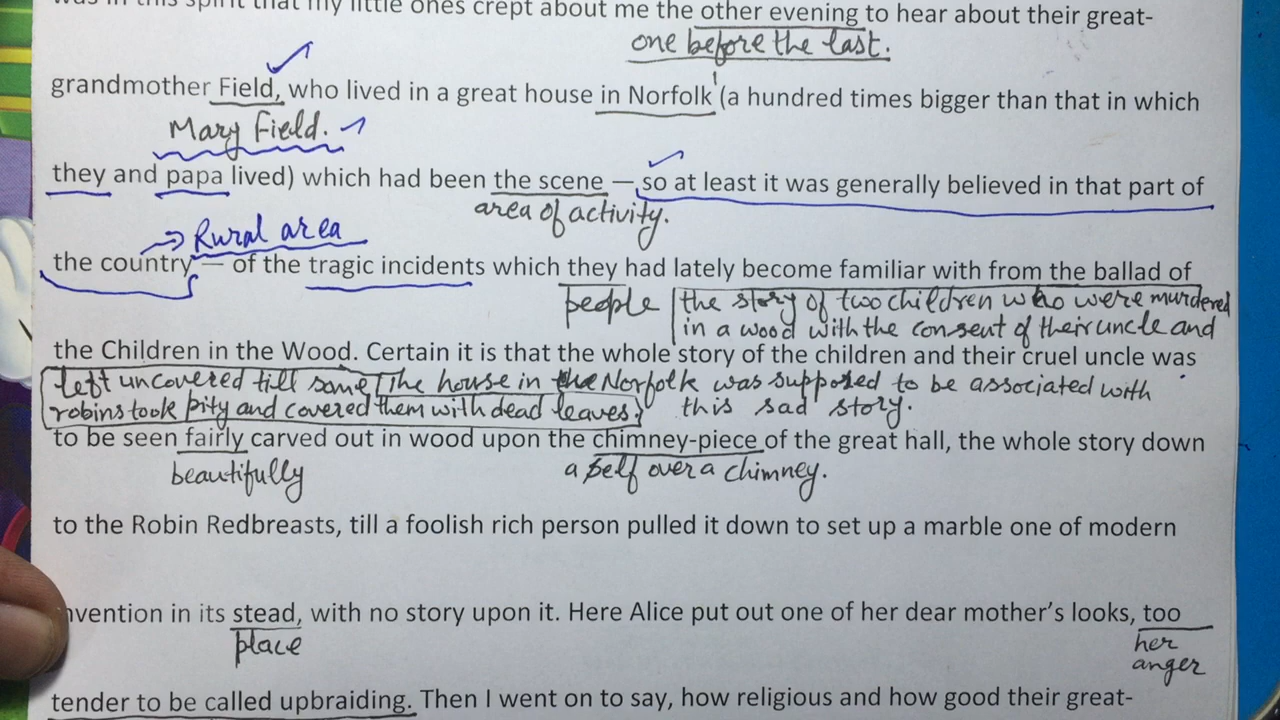 was in this spirit that my little ones crept about me the other evening to hear about their great-
one before the last.
grandmother Field, who lived in a great house in Norfolk (a hundred times bigger than that in which
Mary Field.
they and papa lived) which had been the scene — so at least it was generally believed in that part of
area of activity.
Rural area
the country — of the tragic incidents which they had lately become familiar with from the ballad of
people the story of two children who were murdered
in a wood with the consent of their uncle and
the Children in the Wood. Certain it is that the whole story of the children and their cruel uncle was
left uncovered till some The house in the Norfolk was supposed to be associated with
robins took pity and covered them with dead leaves. this sad story.
to be seen fairly carved out in wood upon the chimney-piece of the great hall, the whole story down
beautifully a self over a chimney.
to the Robin Redbreasts, till a foolish rich person pulled it down to set up a marble one of modern
nvention in its stead, with no story upon it. Here Alice put out one of her dear mother's looks, too
place her
anger
tender to be called upbraiding. Then I went on to say, how religious and how good their great-